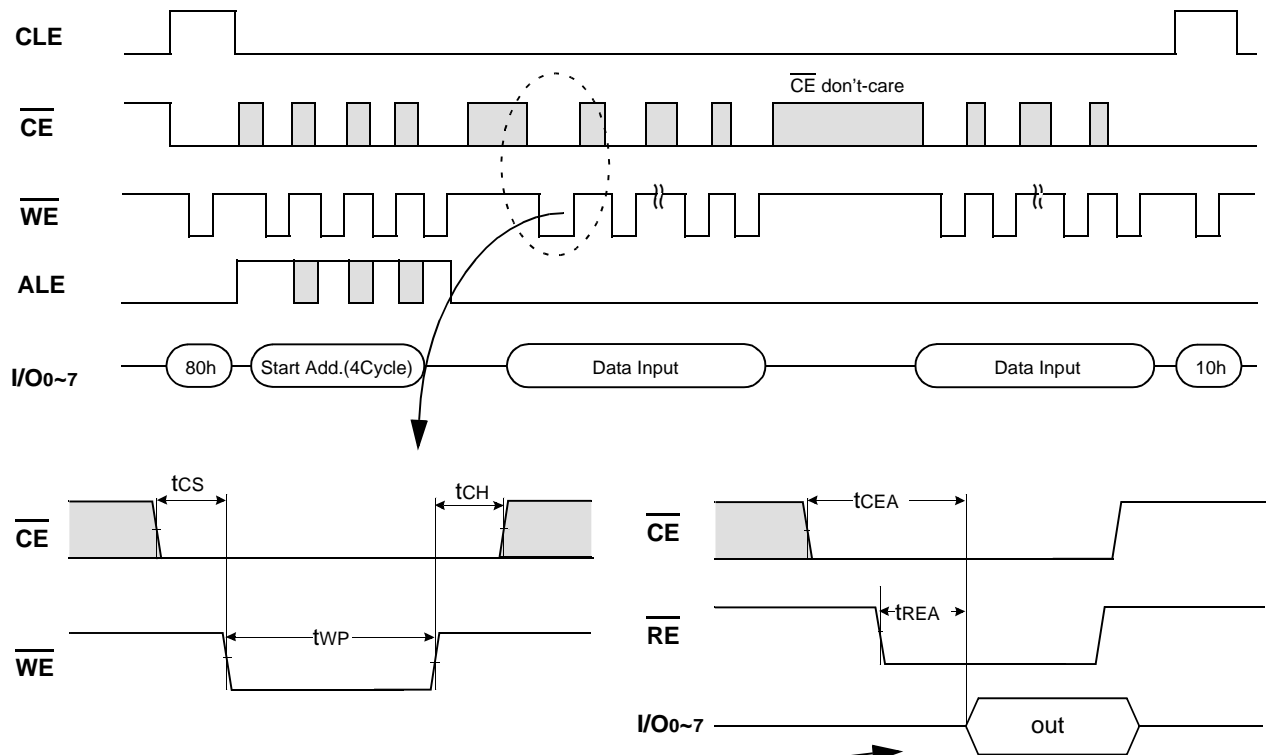 CLE
CE don't-care
CE
WE
ALE
I/O0~7 80h Start Add.(4Cycle) Data Input Data Input 10h
tCS tCH
CE
tWP
WE
tCEA
CE
tREA
RE
I/O0~7 out